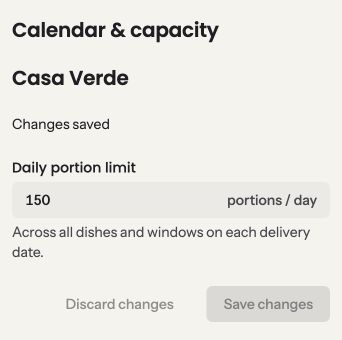 Calendar & capacity
Casa Verde
Changes saved
Daily portion limit
150 portions / day
Across all dishes and windows on each delivery
date.
Discard changes Save changes